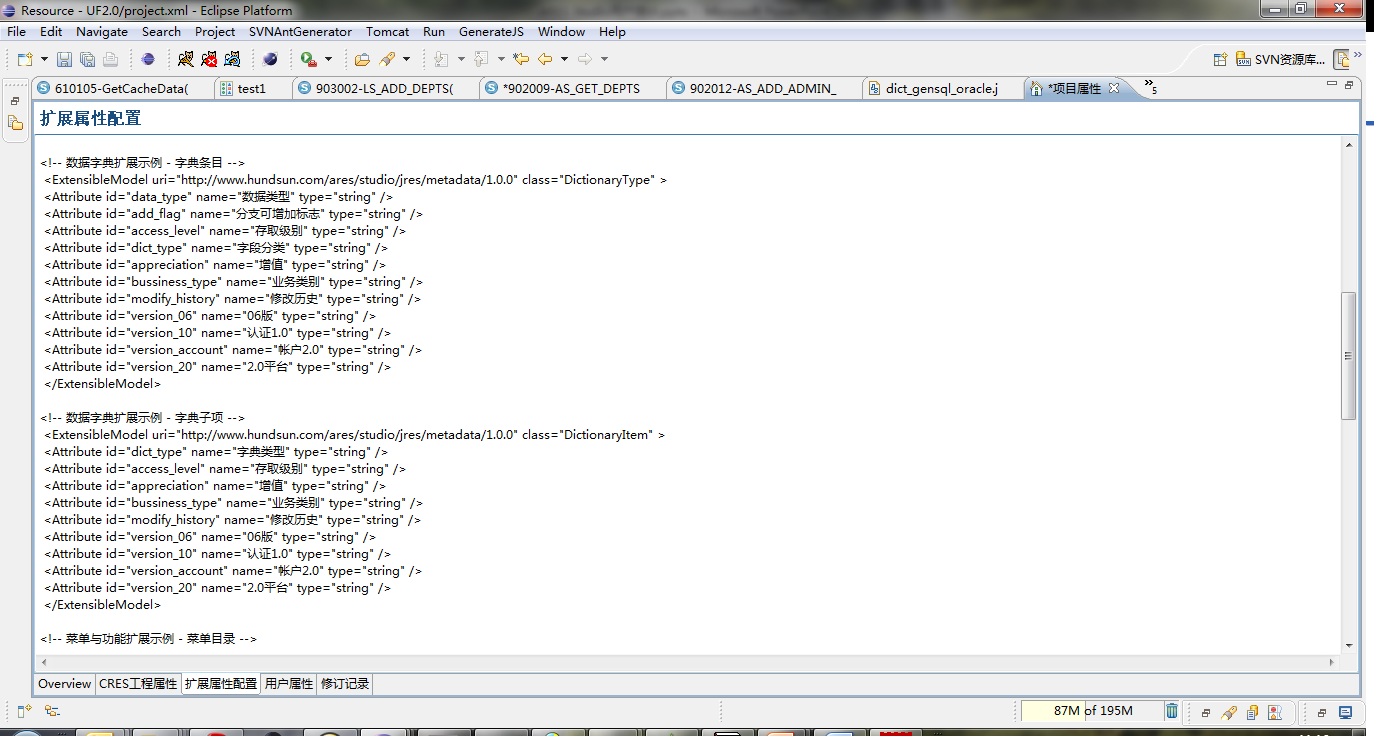 Resource - UF2.0/project.xml - Eclipse Platform
File Edit Navigate Search Project SVNAntGenerator Tomcat Run GenerateJS Window Help
SVN资源库...
610105-GetCacheData( test1 903002-LS_ADD_DEPTS( *902009-AS_GET_DEPTS 902012-AS_ADD_ADMIN_ dict_gensql_oracle.j *项目属性 »5
扩展属性配置
<!-- 数据字典扩展示例 - 字典条目 -->
<ExtensibleModel uri="http://www.hundsun.com/ares/studio/jres/metadata/1.0.0" class="DictionaryType" >
<Attribute id="data_type" name="数据类型" type="string" />
<Attribute id="add_flag" name="分支可增加标志" type="string" />
<Attribute id="access_level" name="存取级别" type="string" />
<Attribute id="dict_type" name="字段分类" type="string" />
<Attribute id="appreciation" name="增值" type="string" />
<Attribute id="bussiness_type" name="业务类别" type="string" />
<Attribute id="modify_history" name="修改历史" type="string" />
<Attribute id="version_06" name="06版" type="string" />
<Attribute id="version_10" name="认证1.0" type="string" />
<Attribute id="version_account" name="帐户2.0" type="string" />
<Attribute id="version_20" name="2.0平台" type="string" />
</ExtensibleModel>
<!-- 数据字典扩展示例 - 字典子项 -->
<ExtensibleModel uri="http://www.hundsun.com/ares/studio/jres/metadata/1.0.0" class="DictionaryItem" >
<Attribute id="dict_type" name="字典类型" type="string" />
<Attribute id="access_level" name="存取级别" type="string" />
<Attribute id="appreciation" name="增值" type="string" />
<Attribute id="bussiness_type" name="业务类别" type="string" />
<Attribute id="modify_history" name="修改历史" type="string" />
<Attribute id="version_06" name="06版" type="string" />
<Attribute id="version_10" name="认证1.0" type="string" />
<Attribute id="version_account" name="帐户2.0" type="string" />
<Attribute id="version_20" name="2.0平台" type="string" />
</ExtensibleModel>
<!-- 菜单与功能扩展示例 - 菜单目录 -->
Overview CRES工程属性 扩展属性配置 用户属性 修订记录
87M of 195M